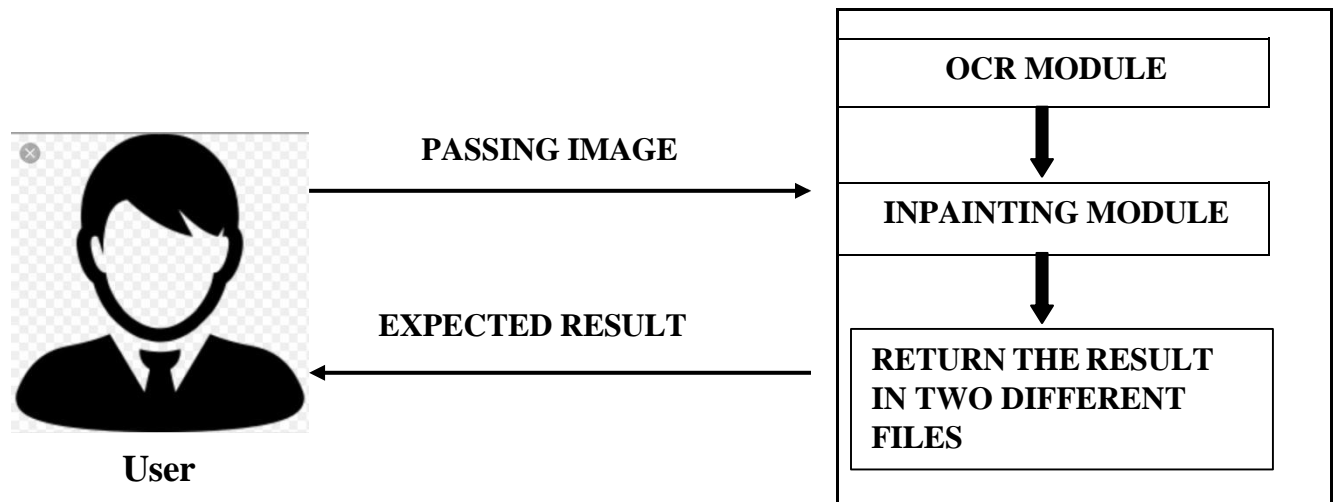 OCR MODULE
PASSING IMAGE
INPAINTING MODULE
EXPECTED RESULT
RETURN THE RESULT
IN TWO DIFFERENT
FILES
User